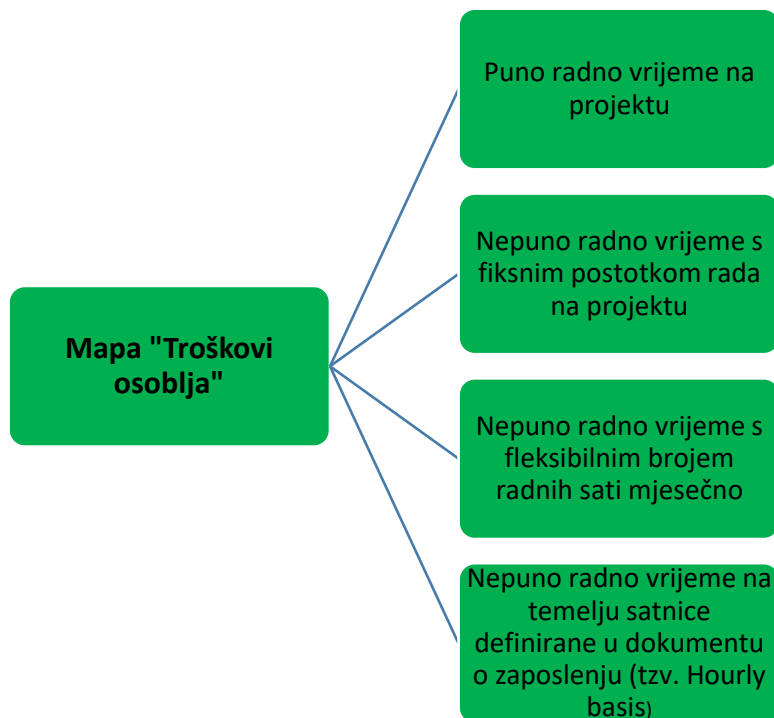 Puno radno vrijeme na
projektu
Nepuno radno vrijeme s
fiksnim postotkom rada
na projektu
Mapa "Troškovi
osoblja"
Nepuno radno vrijeme s
fleksibilnim brojem
radnih sati mjesečno
Nepuno radno vrijeme na
temelju satnice
definirane u dokumentu
o zaposlenju (tzv. Hourly
basis)